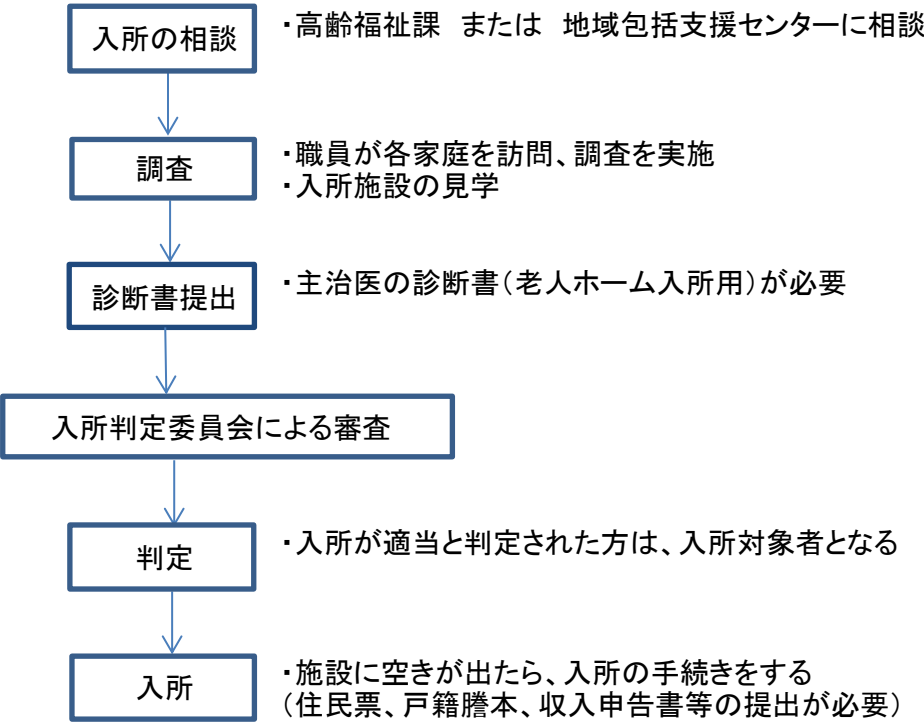 入所の相談
・高齢福祉課　または　地域包括支援センターに相談
調査
・職員が各家庭を訪問、調査を実施
・入所施設の見学
診断書提出
・主治医の診断書（老人ホーム入所用）が必要
入所判定委員会による審査
判定
・入所が適当と判定された方は、入所対象者となる
入所
・施設に空きが出たら、入所の手続きをする
（住民票、戸籍謄本、収入申告書等の提出が必要）